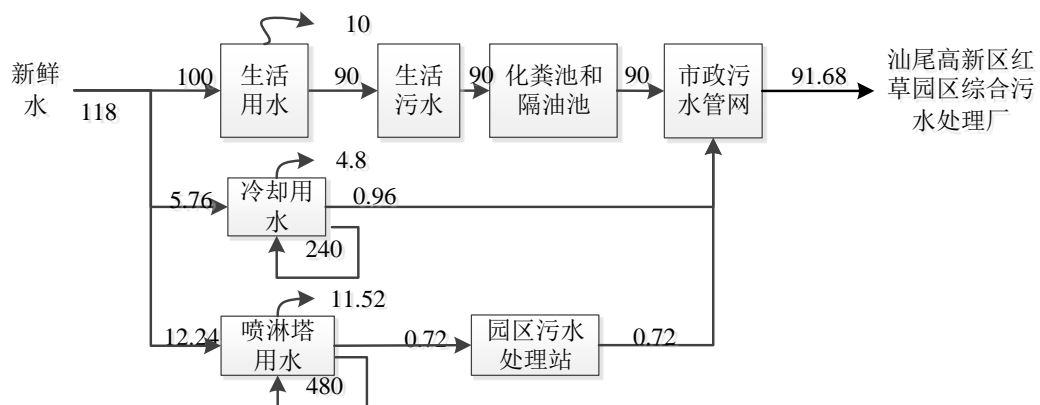 10
新鲜
水
118
100
生活
用水
90
生活
污水
90
化粪池和
隔油池
90
市政污
水管网
91.68
汕尾高新区红
草园区综合污
水处理厂
4.8
5.76
冷却用
水
0.96
240
11.52
12.24
喷淋塔
用水
0.72
园区污水
处理站
0.72
480